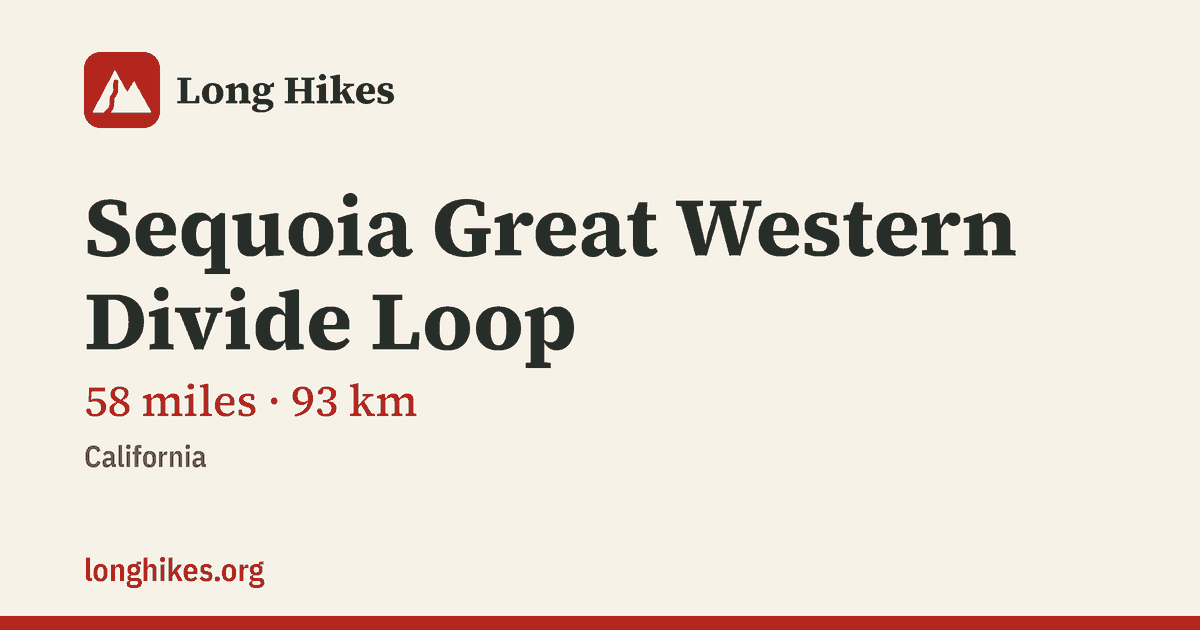 Long Hikes
Sequoia Great Western
Divide Loop
58 miles · 93 km
California
longhikes.org